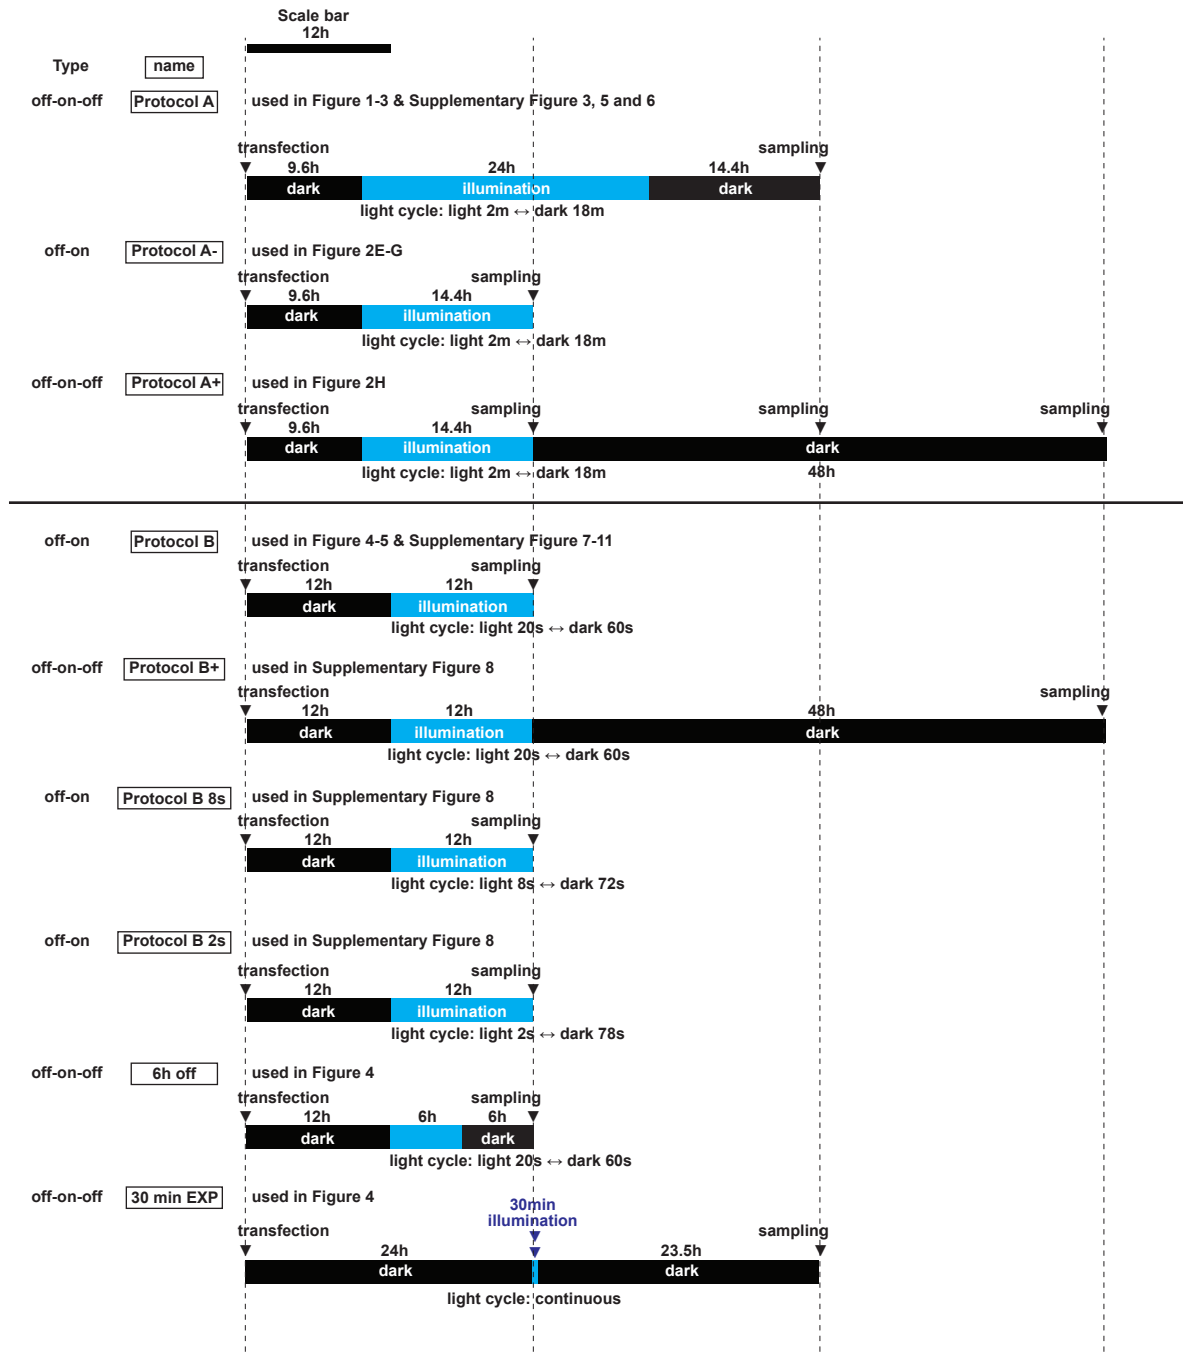 Scale bar
12h
Type name
off-on-off Protocol A used in Figure 1-3 & Supplementary Figure 3, 5 and 6
transfection sampling
9.6h 24h 14.4h
dark illumination dark
light cycle: light 2m ↔ dark 18m
off-on Protocol A- used in Figure 2E-G
transfection sampling
9.6h 14.4h
dark illumination
light cycle: light 2m ↔ dark 18m
off-on-off Protocol A+ used in Figure 2H
transfection sampling sampling sampling
9.6h 14.4h
dark illumination dark
light cycle: light 2m ↔ dark 18m 48h
off-on Protocol B used in Figure 4-5 & Supplementary Figure 7-11
transfection sampling
12h 12h
dark illumination
light cycle: light 20s ↔ dark 60s
off-on-off Protocol B+ used in Supplementary Figure 8
transfection sampling
12h 12h 48h
dark illumination dark
light cycle: light 20s ↔ dark 60s
off-on Protocol B 8s used in Supplementary Figure 8
transfection sampling
12h 12h
dark illumination
light cycle: light 8s ↔ dark 72s
off-on Protocol B 2s used in Supplementary Figure 8
transfection sampling
12h 12h
dark illumination
light cycle: light 2s ↔ dark 78s
off-on-off 6h off used in Figure 4
transfection sampling
12h 6h 6h
dark dark
light cycle: light 20s ↔ dark 60s
off-on-off 30 min EXP used in Figure 4
30min
illumination
transfection sampling
24h 23.5h
dark dark
light cycle: continuous